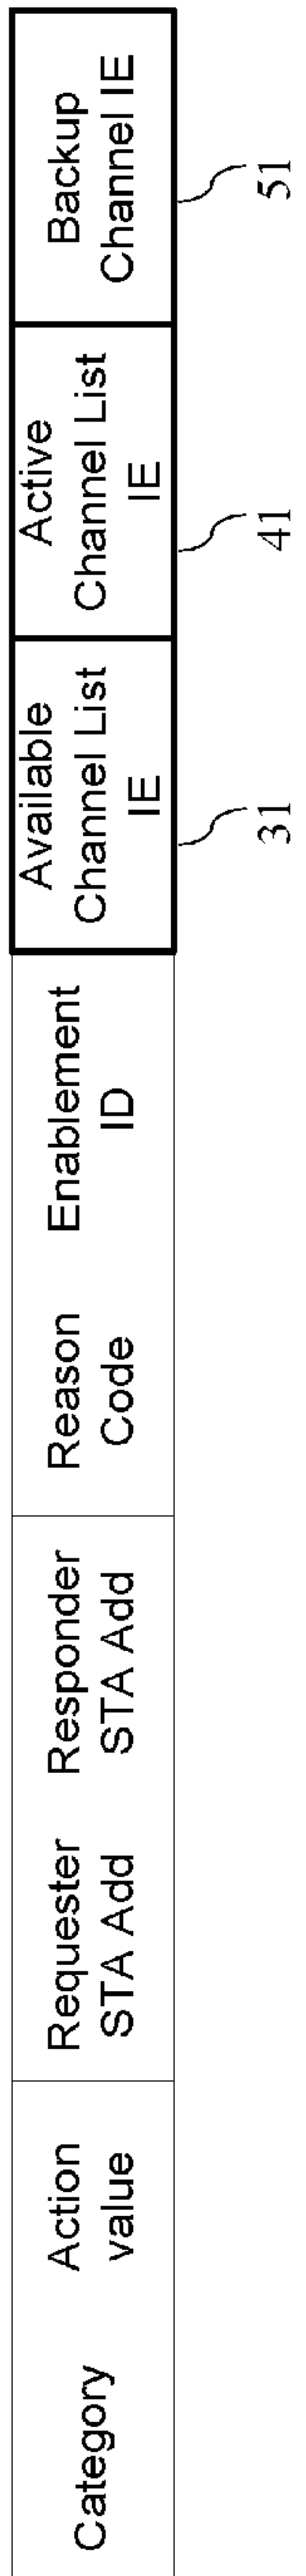 Category
Action
value
Requester
STA Add
Responder
STA Add
Reason
Code
Enablement
ID
Available
Channel List
IE
Active
Channel List
IE
Backup
Channel IE
31
41
51